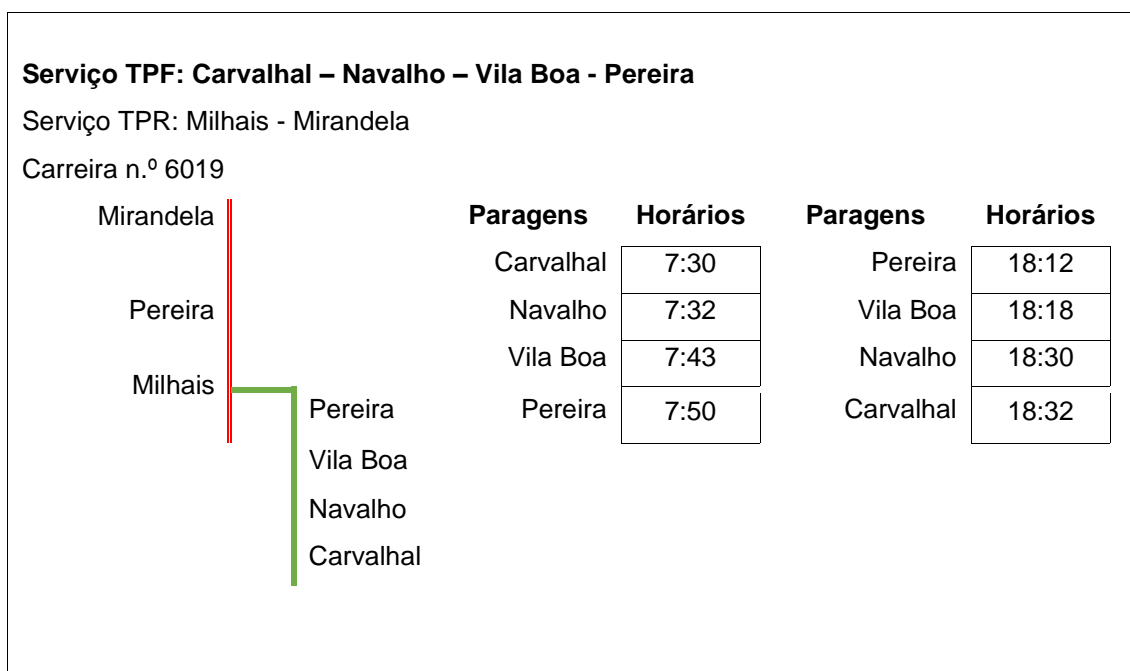 Serviço TPF: Carvalhal – Navalho – Vila Boa - Pereira
Serviço TPR: Milhais - Mirandela
Carreira n.º 6019
Mirandela
Pereira
Milhais
Pereira
Vila Boa
Navalho
Carvalhal
Paragens Horários
Carvalhal 7:30
Navalho 7:32
Vila Boa 7:43
Pereira 7:50
Paragens Horários
Pereira 18:12
Vila Boa 18:18
Navalho 18:30
Carvalhal 18:32